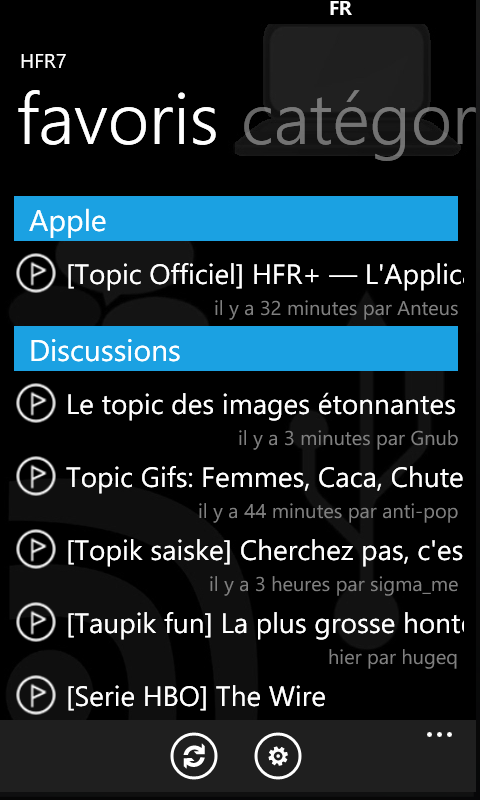 FR
HFR7
favoris catégor
Apple
[Topic Officiel] HFR+ — L'Applica
il y a 32 minutes par Anteus
Discussions
Le topic des images étonnantes
il y a 3 minutes par Gnub
Topic Gifs: Femmes, Caca, Chute
il y a 44 minutes par anti-pop
[Topik saiske] Cherchez pas, c'es
il y a 3 heures par sigma_me
[Taupik fun] La plus grosse honte
hier par hugeq
[Serie HBO] The Wire